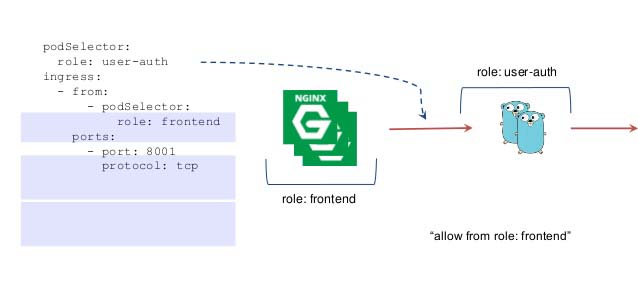 podSelector:
role: user-auth
ingress:
- from:
- podSelector:
role: frontend
ports:
- port: 8001
protocol: tcp
NGINX
role: frontend
role: user-auth
“allow from role: frontend”